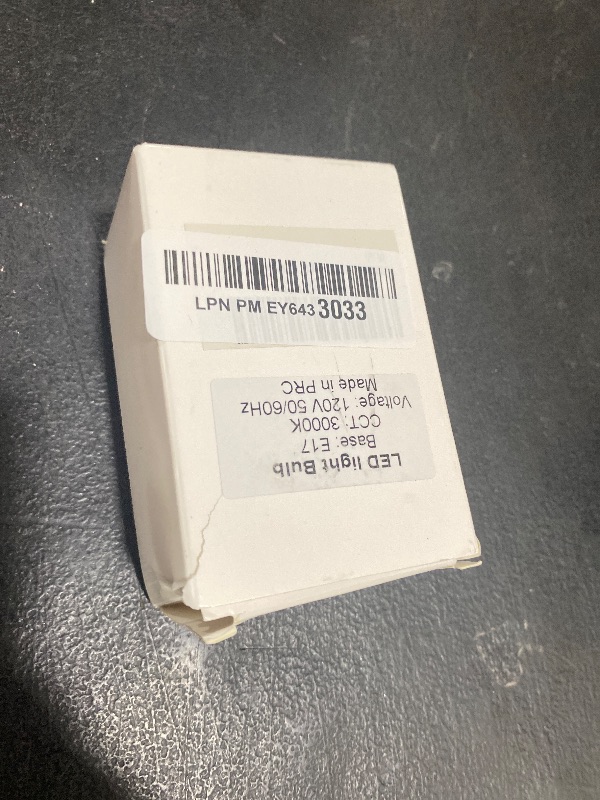 LPN PM EY643 3033
LED light Bulb
Base: E17
CCT: 3000K
Voltage: 120V 50/60Hz
Made in PRC